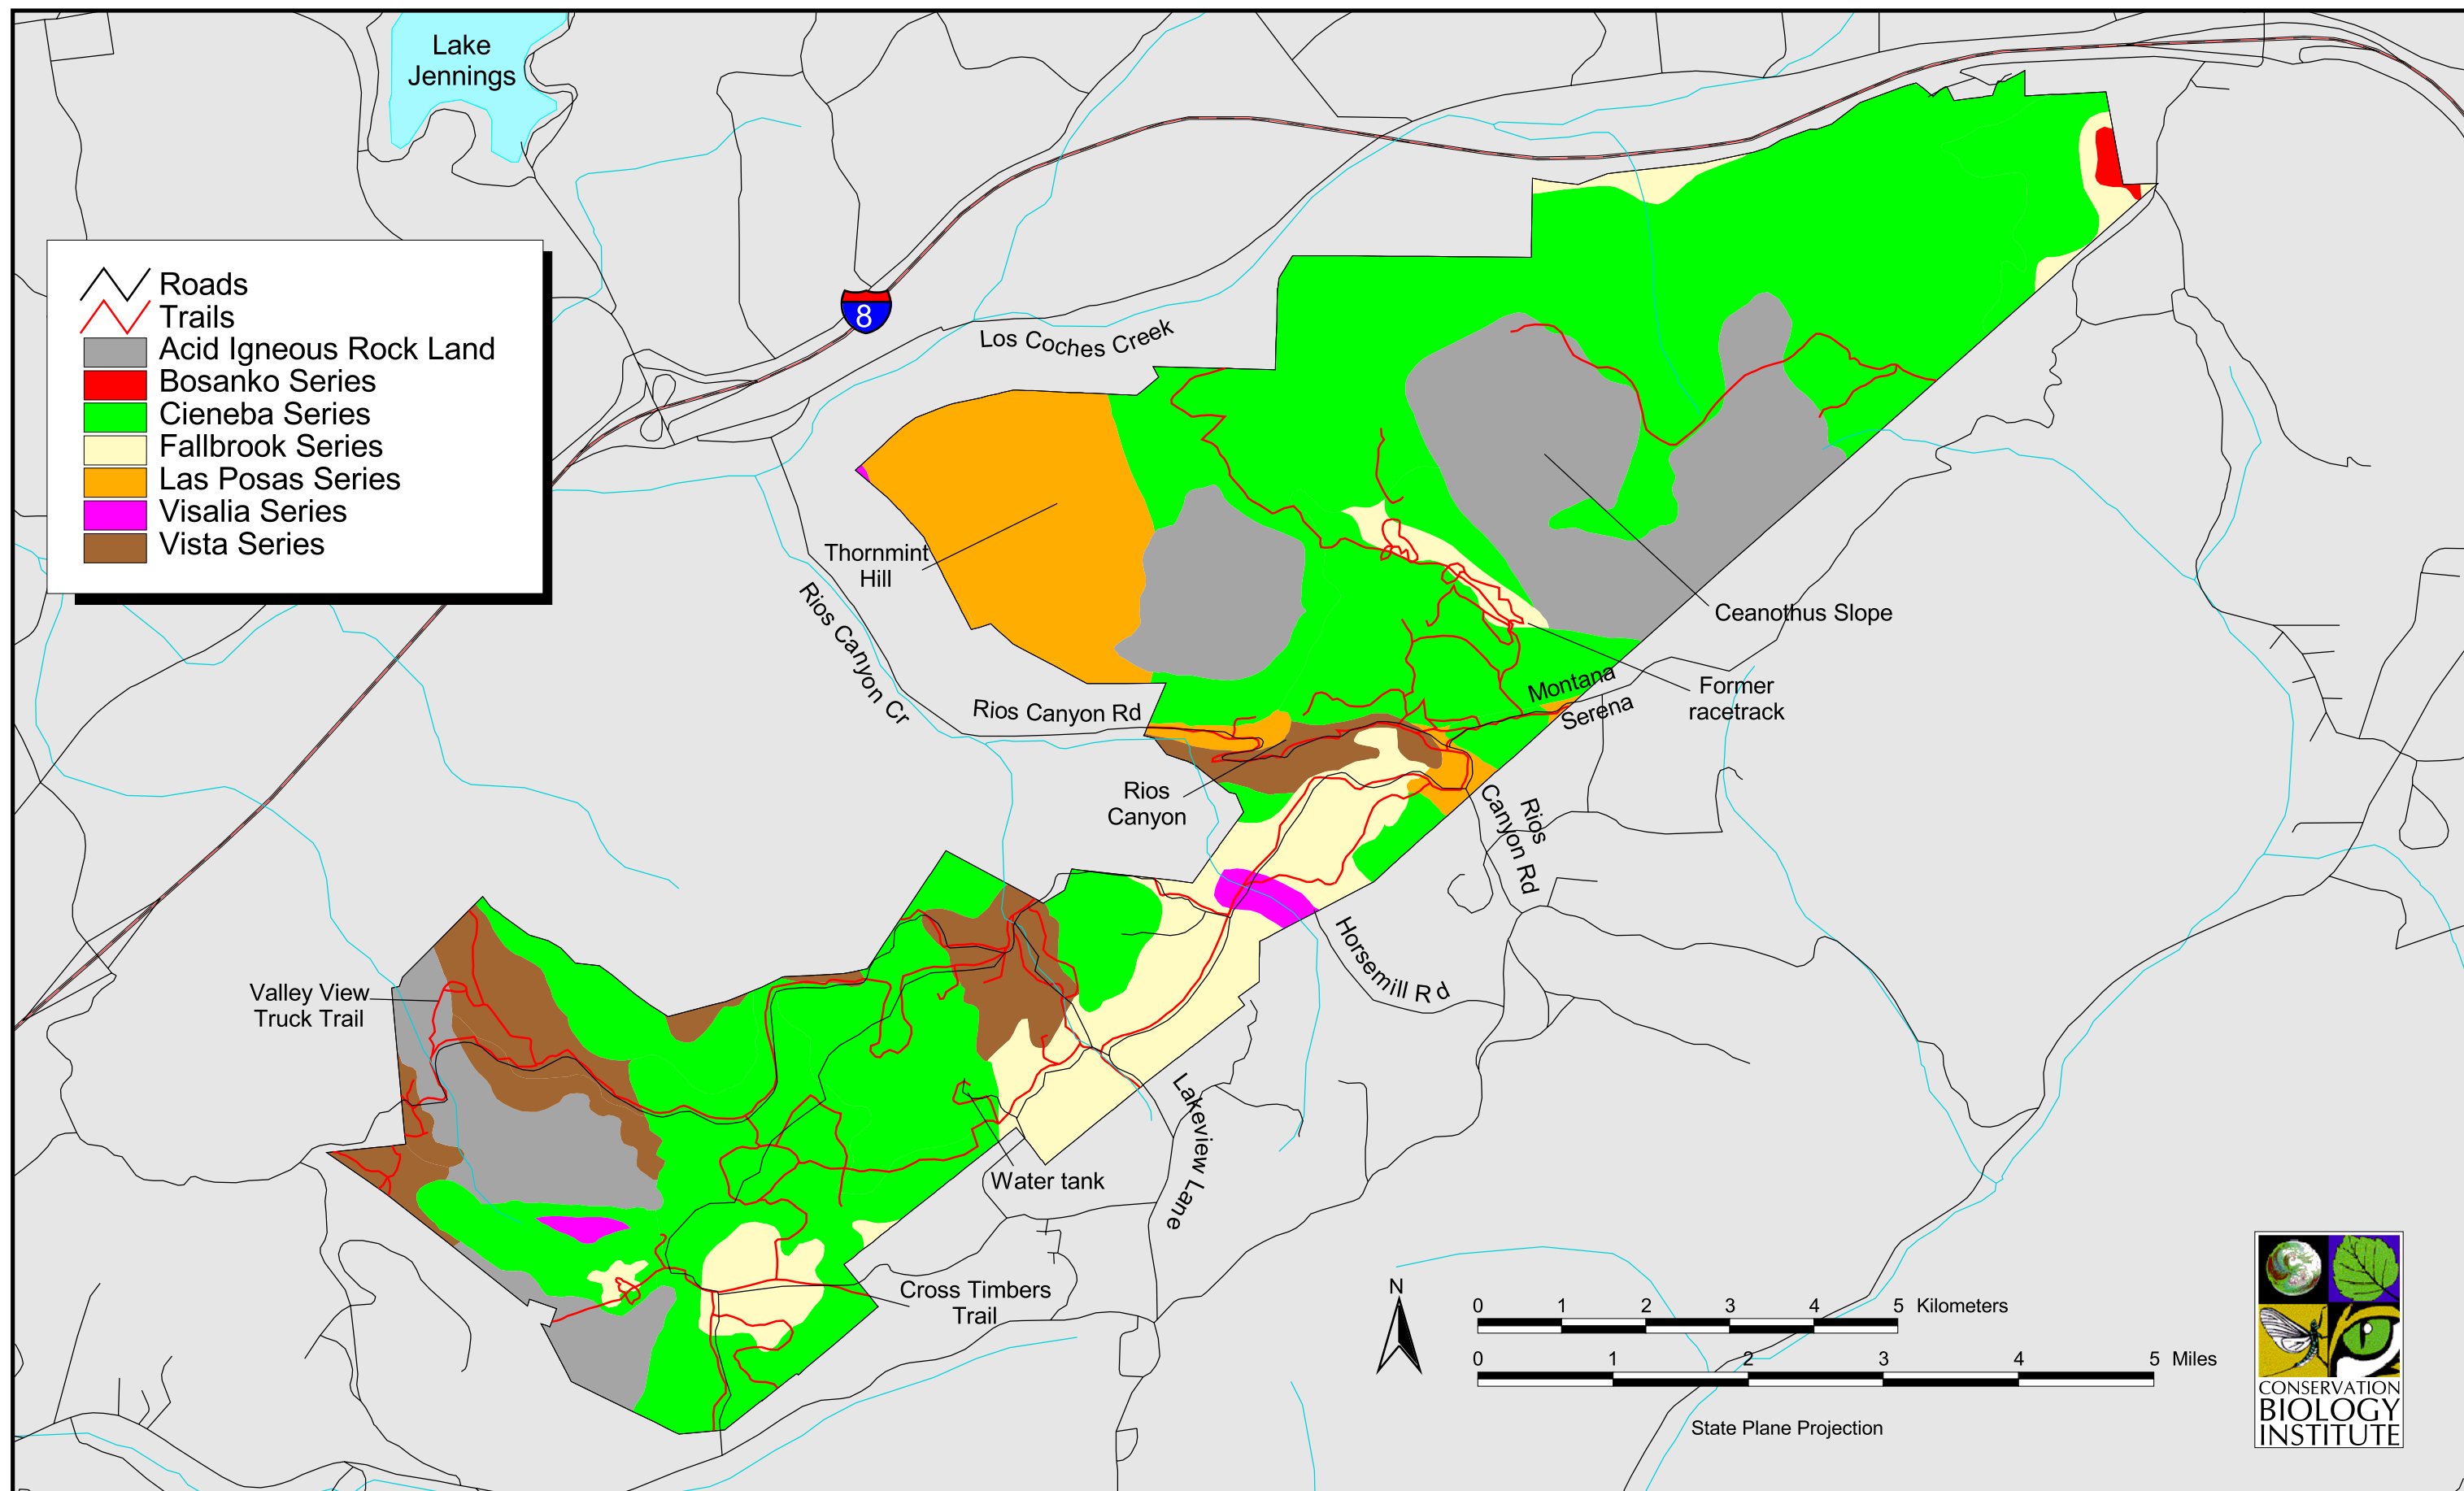 Lake
Jennings
Roads
Trails
Acid Igneous Rock Land
Bosanko Series
Cieneba Series
Fallbrook Series
Las Posas Series
Visalia Series
Vista Series
8
Los Coches Creek
Thornmint
Hill
Rios Canyon Cr
Rios Canyon Rd
Ceanothus Slope
Montana
Serena
Former
racetrack
Rios
Canyon
Rios
Canyon Rd
Horsemill Rd
Valley View
Truck Trail
Lakeview Lane
Water tank
Cross Timbers
Trail
N
0 1 2 3 4 5 Kilometers
0 1 2 3 4 5 Miles
State Plane Projection
CONSERVATION
BIOLOGY
INSTITUTE